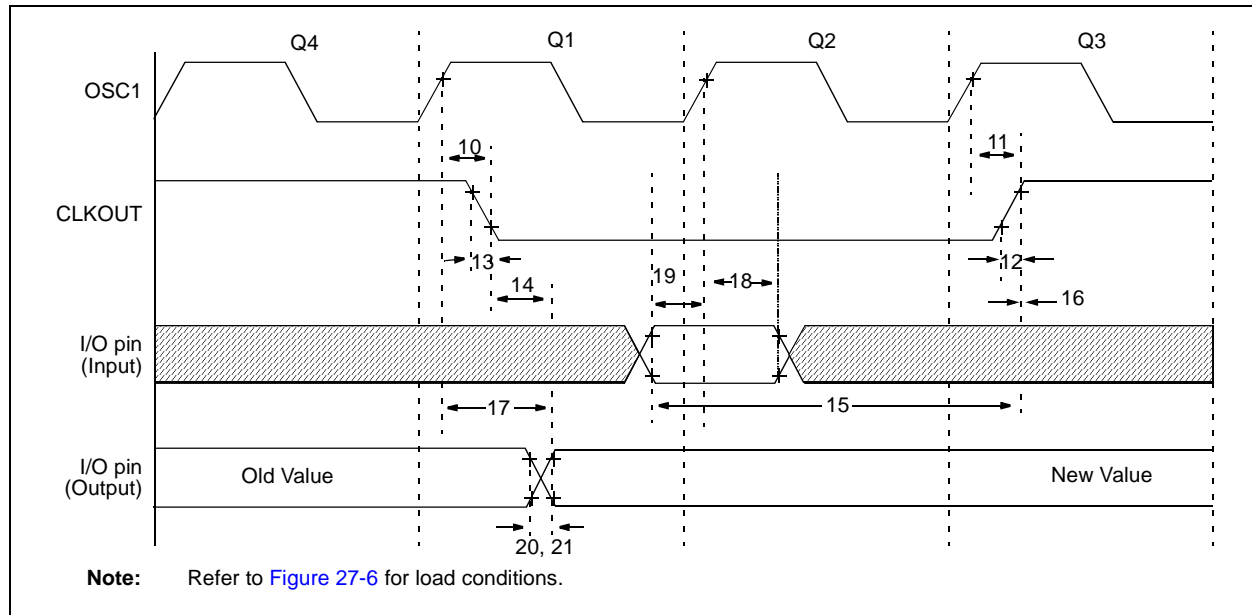 Q4 Q1 Q2 Q3
OSC1
10 11
CLKOUT
13 12
14 19 18 16
I/O pin
(Input)
17 15
I/O pin
(Output)
Old Value New Value
20, 21
Note: Refer to Figure 27-6 for load conditions.